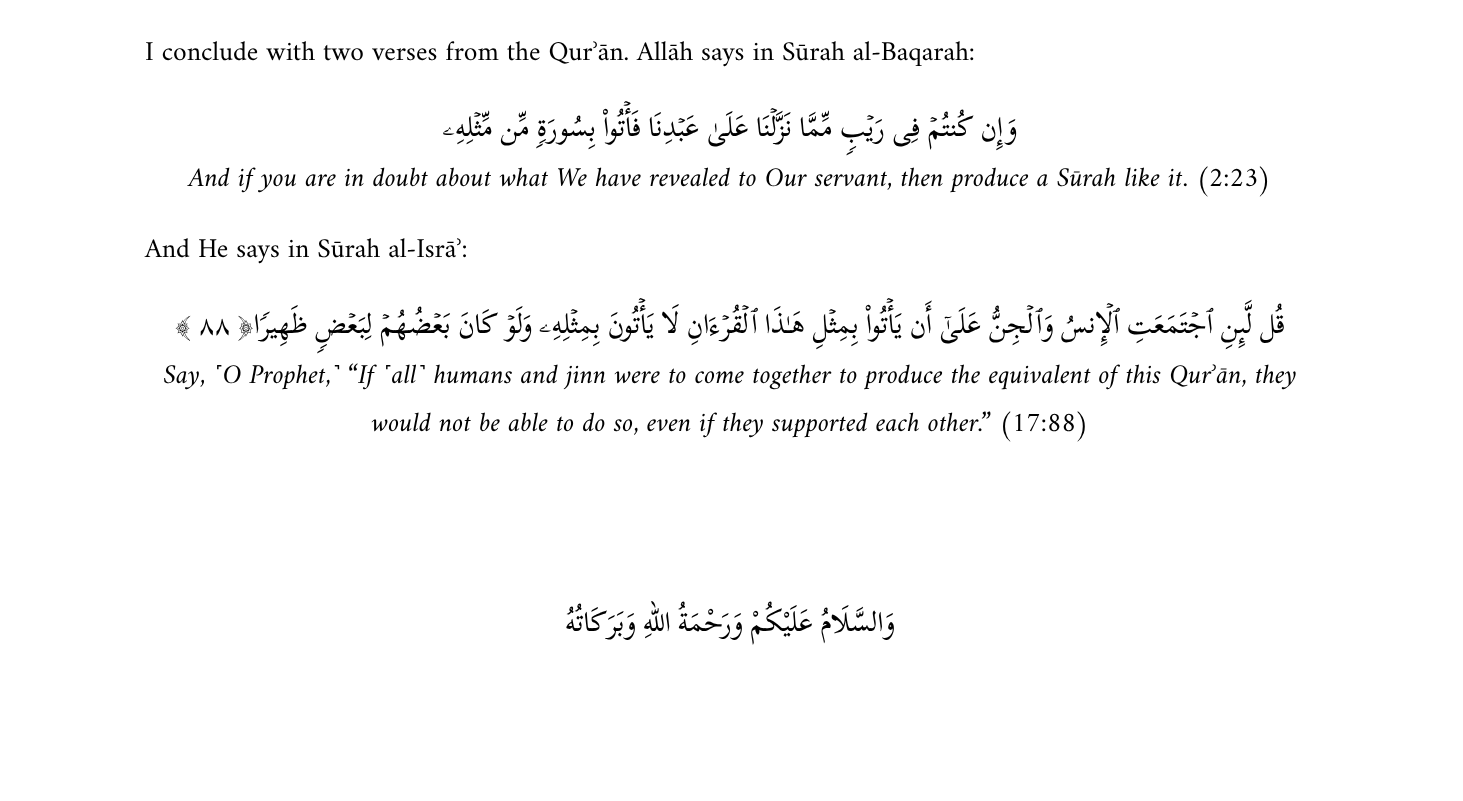 I conclude with two verses from the Qurʾān. Allāh says in Sūrah al-Baqarah:
وَإِن كُنتُمۡ فِى رَيۡبٖ مِّمَّا نَزَّلۡنَا عَلَىٰ عَبۡدِنَا فَأۡتُواْ بِسُورَةٖ مِّن مِّثۡلِهِۦ
And if you are in doubt about what We have revealed to Our servant, then produce a Sūrah like it. (2:23)
And He says in Sūrah al-Isrāʾ:
قُل لَّئِنِ ٱجۡتَمَعَتِ ٱلۡإِنسُ وَٱلۡجِنُّ عَلَىٰٓ أَن يَأۡتُواْ بِمِثۡلِ هَٰذَا ٱلۡقُرۡءَانِ لَا يَأۡتُونَ بِمِثۡلِهِۦ وَلَوۡ كَانَ بَعۡضُهُمۡ لِبَعۡضٖ ظَهِيرٗا ﴿٨٨﴾
Say, ˹O Prophet,˺ “If ˹all˺ humans and jinn were to come together to produce the equivalent of this Qurʾān, they
would not be able to do so, even if they supported each other.” (17:88)
وَالسَّلَامُ عَلَيْكُمْ وَرَحْمَةُ اللهِ وَبَرَكَاتُهُ